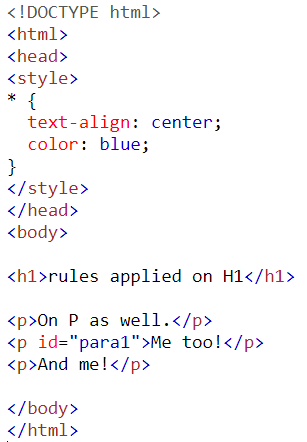 <!DOCTYPE html>
<html>
<head>
<style>
* {
  text-align: center;
  color: blue;
}
</style>
</head>
<body>

<h1>rules applied on H1</h1>

<p>On P as well.</p>
<p id="para1">Me too!</p>
<p>And me!</p>

</body>
</html>